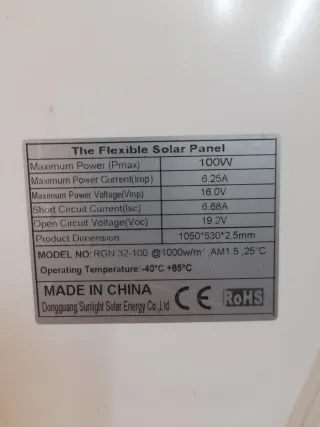 The Flexible Solar Panel
Maximum Power (Pmax) 100W
Maximum Power Current(Imp) 6.25A
Maximum Power Voltage(Vmp) 16.0V
Short Circuit Current(Isc) 6.68A
Open Circuit Voltage(Voc) 19.2V
Product Dimension 1050*530*2.5mm
MODEL NO: RGN 32-100 @1000w/m² ,AM1.5 ,25°C
Operating Temperature:-40°C +85°C
MADE IN CHINA
Dongguang Sunlight Solar Energy Co.,Ltd
CE
RoHS